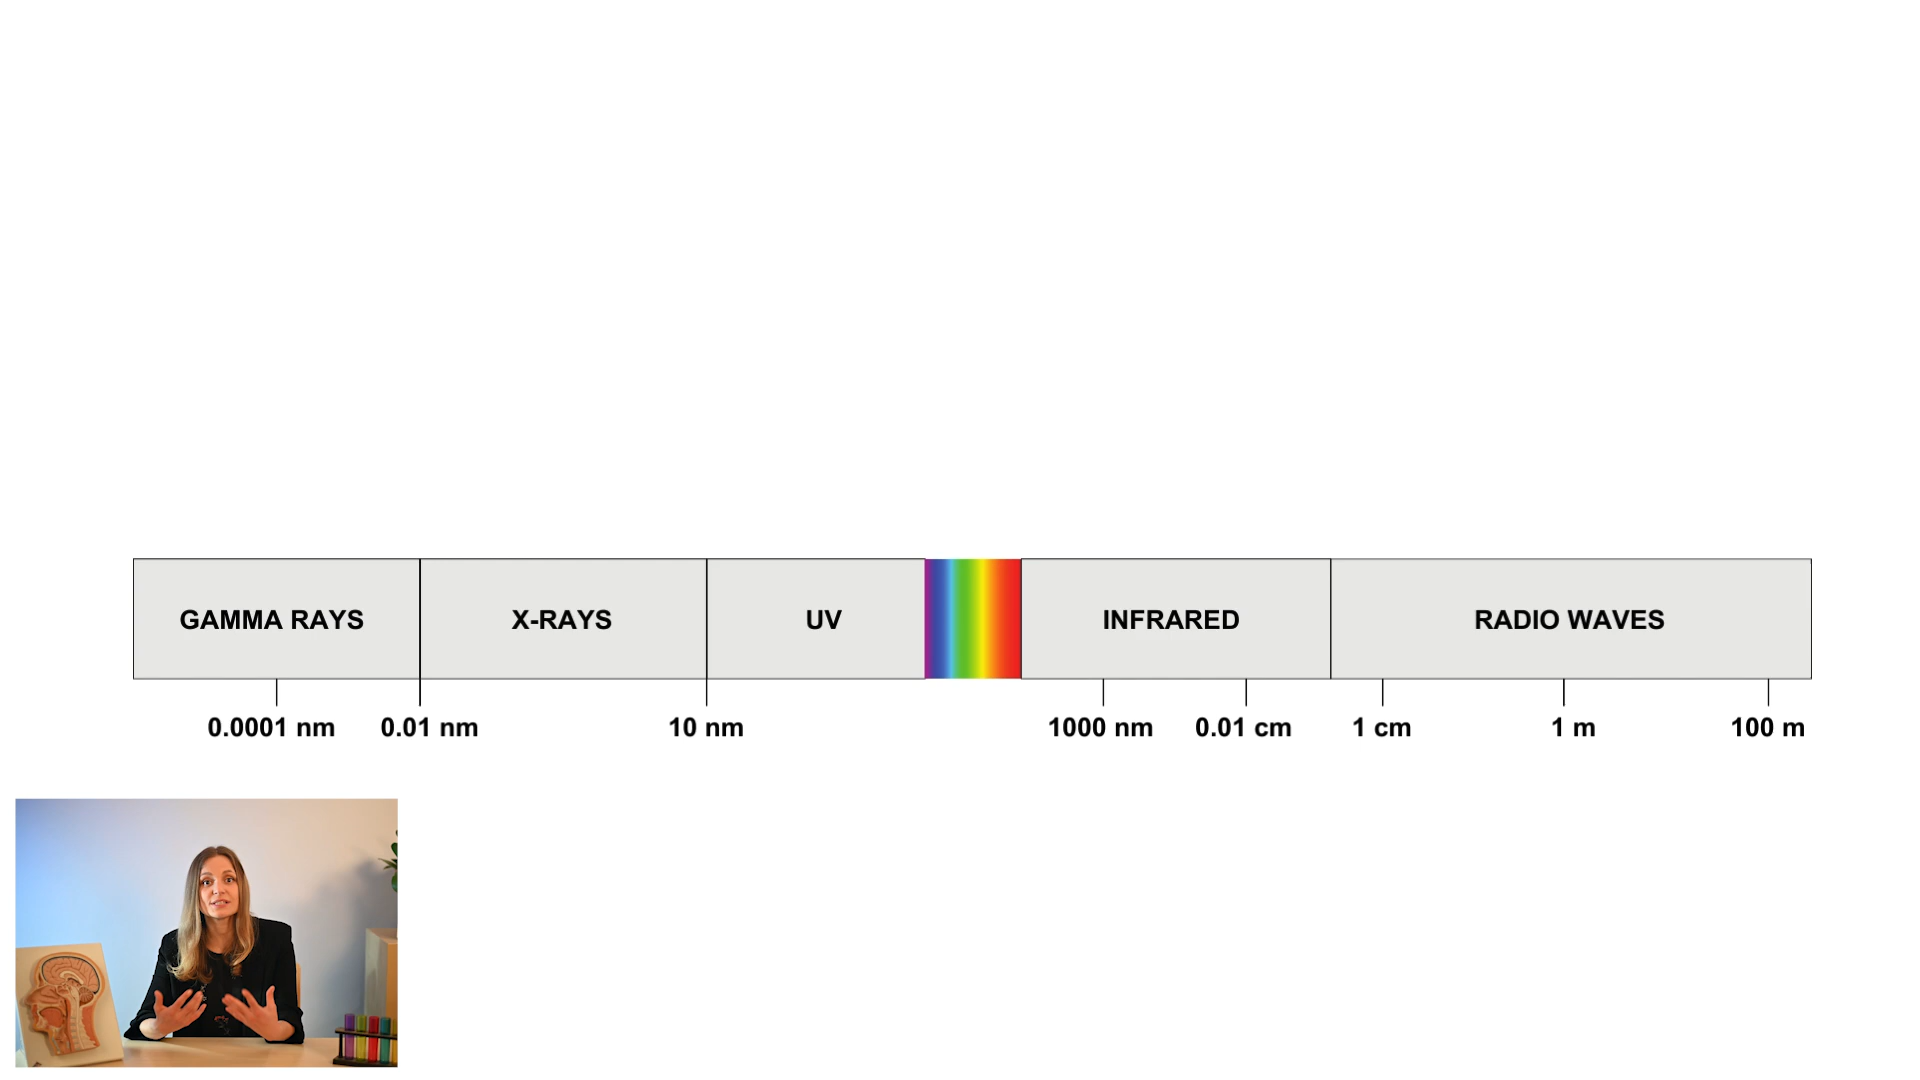 GAMMA RAYS X-RAYS UV INFRARED RADIO WAVES
0.0001 nm 0.01 nm 10 nm 1000 nm 0.01 cm 1 cm 1 m 100 m